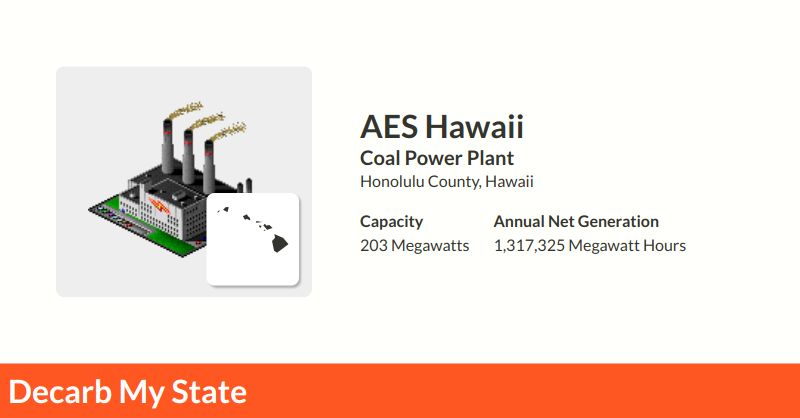 AES Hawaii
Coal Power Plant
Honolulu County, Hawaii
Capacity Annual Net Generation
203 Megawatts 1,317,325 Megawatt Hours
Decarb My State